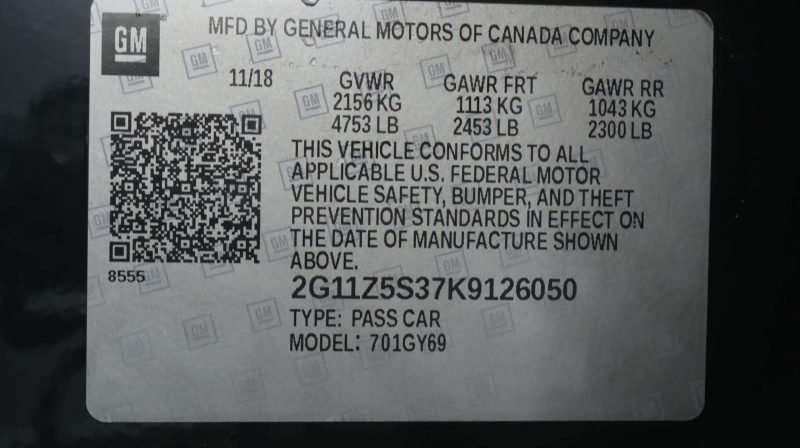 GM
MFD BY GENERAL MOTORS OF CANADA COMPANY
11/18 GVWR GAWR FRT GAWR RR
2156 KG 1113 KG 1043 KG
4753 LB 2453 LB 2300 LB
THIS VEHICLE CONFORMS TO ALL
APPLICABLE U.S. FEDERAL MOTOR
VEHICLE SAFETY, BUMPER, AND THEFT
PREVENTION STANDARDS IN EFFECT ON
THE DATE OF MANUFACTURE SHOWN
ABOVE.
8555
2G11Z5S37K9126050
TYPE: PASS CAR
MODEL: 701GY69